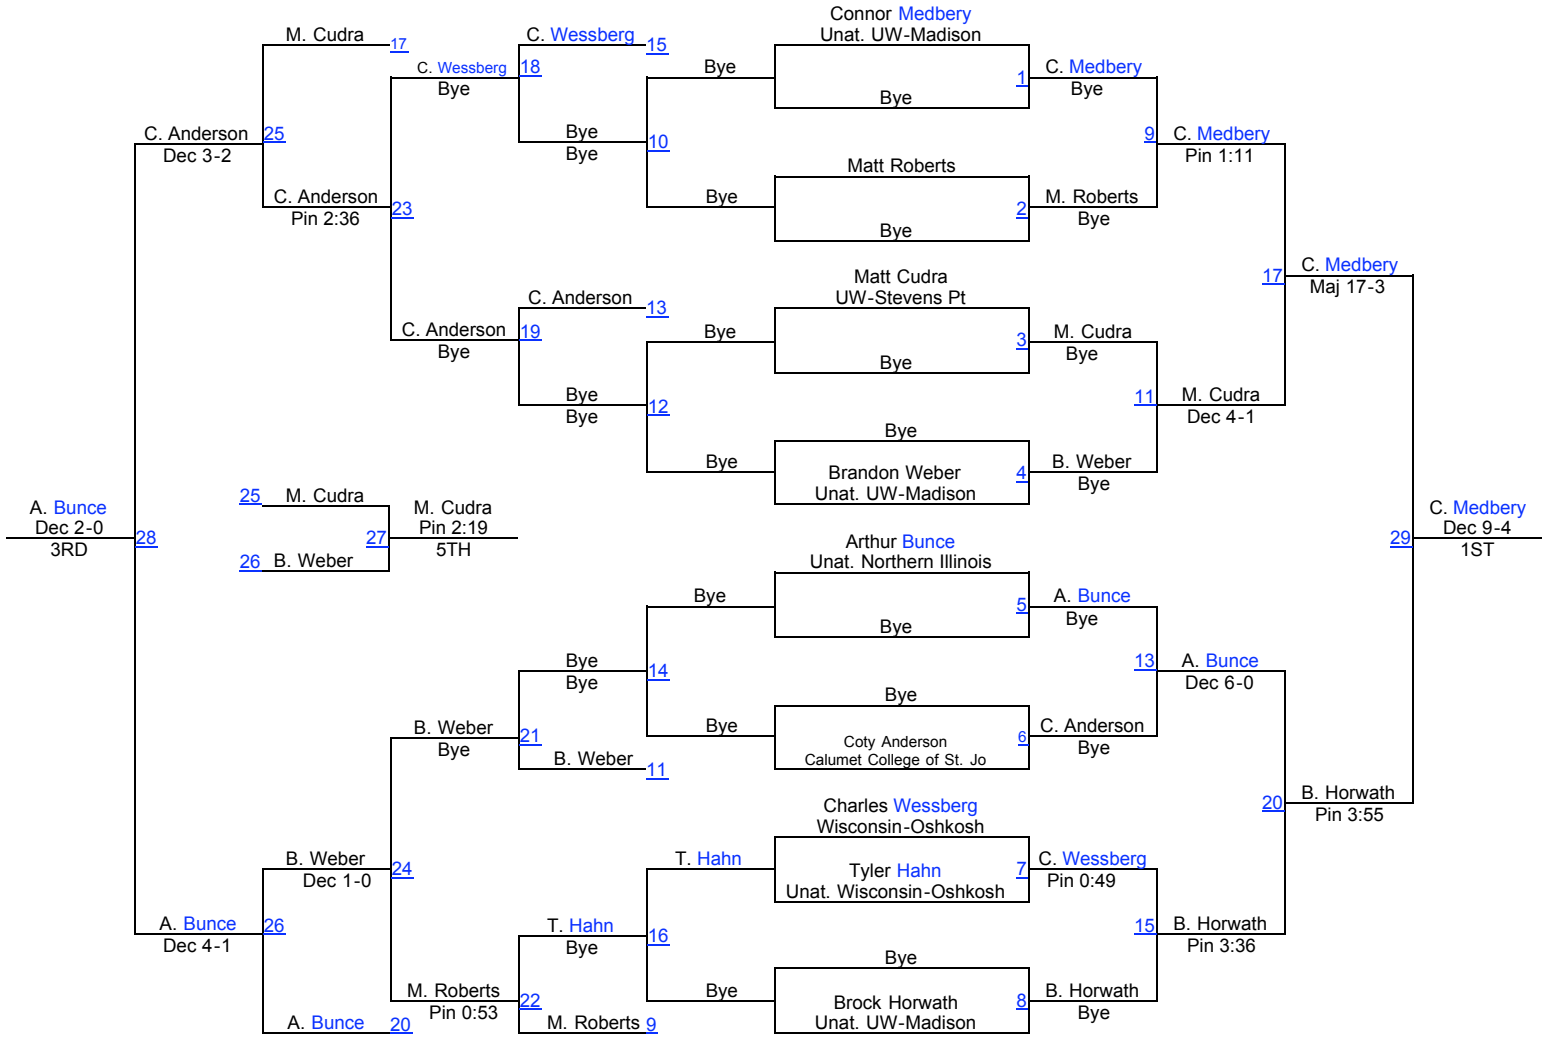 Connor Medbery
Unat. UW-Madison
M. Cudra 17
C. Wessberg 15
C. Wessberg 18
Bye
Bye
1 C. Medbery
Bye
Bye
C. Anderson 25
Dec 3-2
Bye 10
Bye
9 C. Medbery
Pin 1:11
Matt Roberts
C. Anderson 23
Pin 2:36
Bye
2 M. Roberts
Bye
Bye
17 C. Medbery
Maj 17-3
Matt Cudra
UW-Stevens Pt
C. Anderson 13
C. Anderson 19
Bye
Bye
3 M. Cudra
Bye
Bye
Bye 12
Bye
11 M. Cudra
Dec 4-1
Bye
Bye
Brandon Weber
Unat. UW-Madison
4 B. Weber
Bye
A. Bunce
Dec 2-0
3RD
28
25 M. Cudra
26 B. Weber
27
M. Cudra
Pin 2:19
5TH
29
C. Medbery
Dec 9-4
1ST
Arthur Bunce
Unat. Northern Illinois
Bye
5 A. Bunce
Bye
Bye
Bye 14
Bye
13 A. Bunce
Dec 6-0
Bye
B. Weber 21
Bye
Bye
Coty Anderson
Calumet College of St. Jo
6 C. Anderson
Bye
B. Weber 11
20 B. Horwath
Pin 3:55
Charles Wessberg
Wisconsin-Oshkosh
B. Weber 24
Dec 1-0
T. Hahn
Tyler Hahn
Unat. Wisconsin-Oshkosh
7 C. Wessberg
Pin 0:49
A. Bunce 26
Dec 4-1
T. Hahn 16
Bye
15 B. Horwath
Pin 3:36
Bye
M. Roberts 22
Pin 0:53
Bye
Brock Horwath
Unat. UW-Madison
8 B. Horwath
Bye
A. Bunce 20
M. Roberts 9